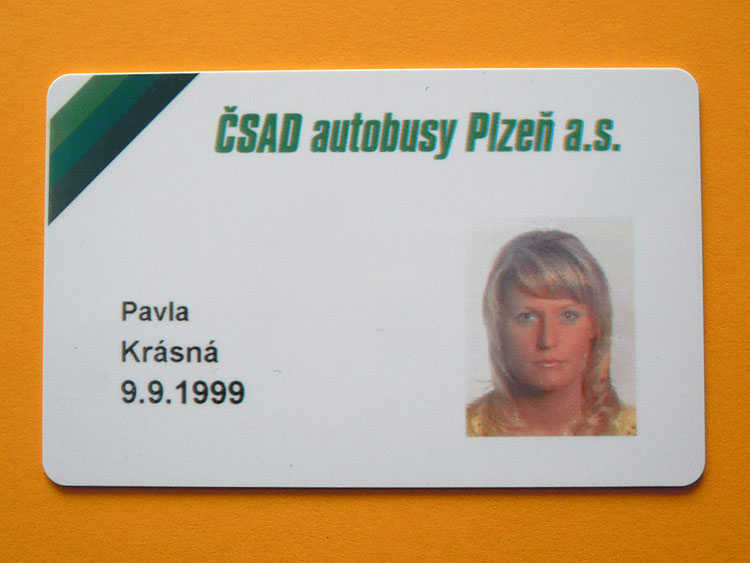 ČSAD autobusy Plzeň a.s.
Pavla
Krásná
9.9.1999